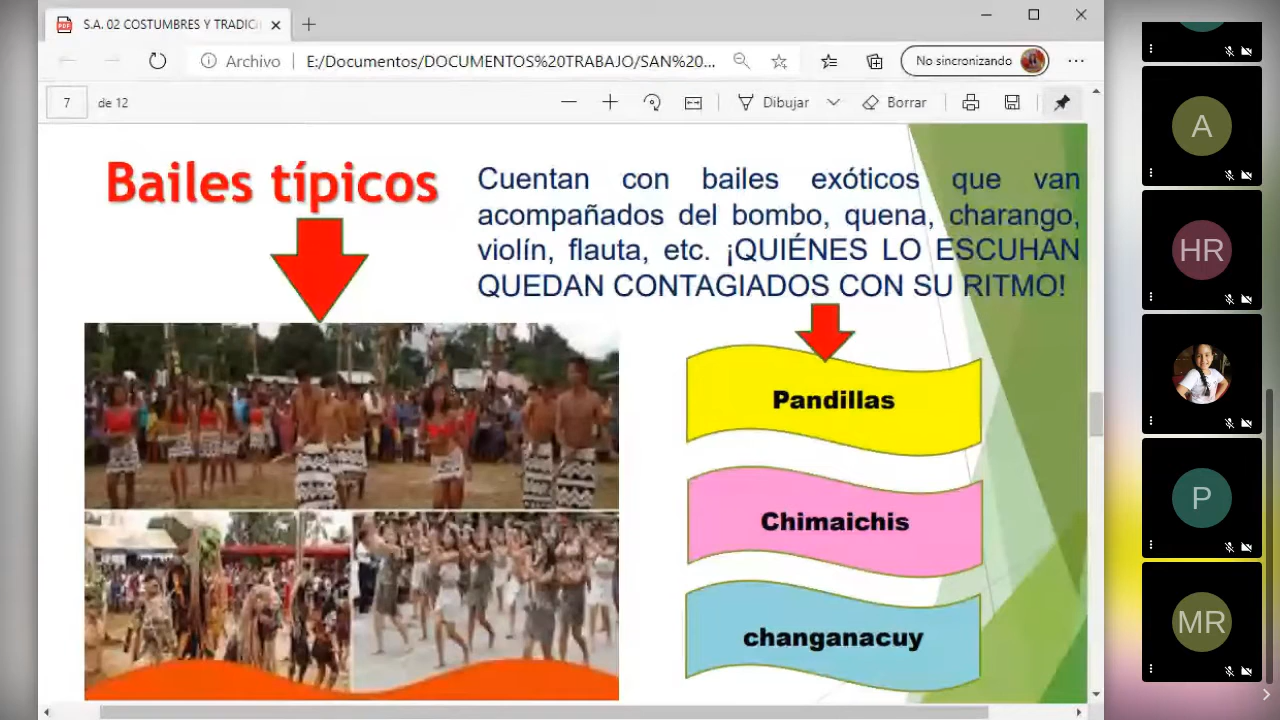 S.A. 02 COSTUMBRES Y TRADICI
Archivo
E:/Documentos/DOCUMENTOS%20TRABAJO/SAN%20...
No sincronizando
7
de 12
Dibujar
Borrar
Bailes típicos
Cuentan con bailes exóticos que van
acompañados del bombo, quena, charango,
violín, flauta, etc. ¡QUIÉNES LO ESCUHAN
QUEDAN CONTAGIADOS CON SU RITMO!
Pandillas
Chimaichis
changanacuy
A
HR
P
MR